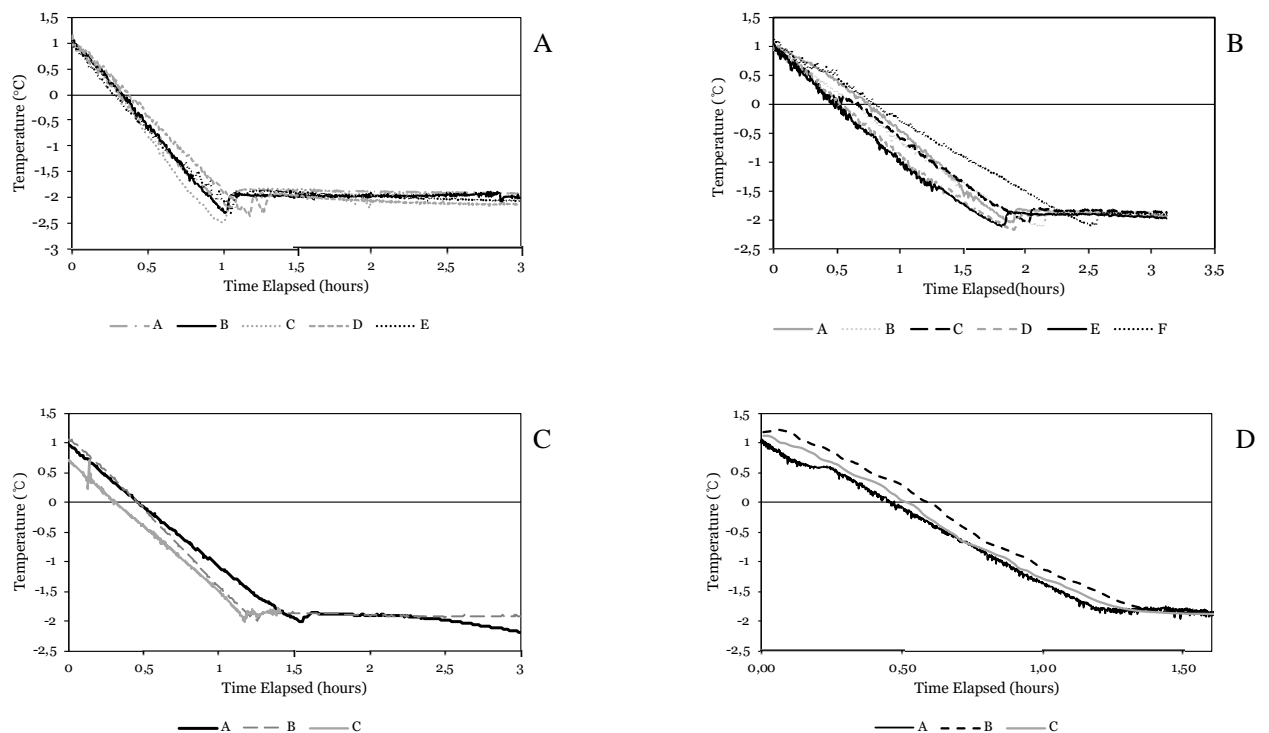 A
Temperature (°C)
1,5
1
0,5
0
-0,5
-1
-1,5
-2
-2,5
-3
0 0,5 1 1,5 2 2,5 3
Time Elapsed (hours)
A B C D E
B
Temperature (℃)
1,5
1
0,5
0
-0,5
-1
-1,5
-2
-2,5
0 0,5 1 1,5 2 2,5 3 3,5
Time Elapsed(hours)
A B C D E F
C
Temperature (℃)
1,5
1
0,5
0
-0,5
-1
-1,5
-2
-2,5
0 0,5 1 1,5 2 2,5 3
Time Elapsed (hours)
A B C
D
Temperature (℃)
1,5
1
0,5
0
-0,5
-1
-1,5
-2
-2,5
0,00 0,50 1,00 1,50
Time Elapsed (hours)
A B C